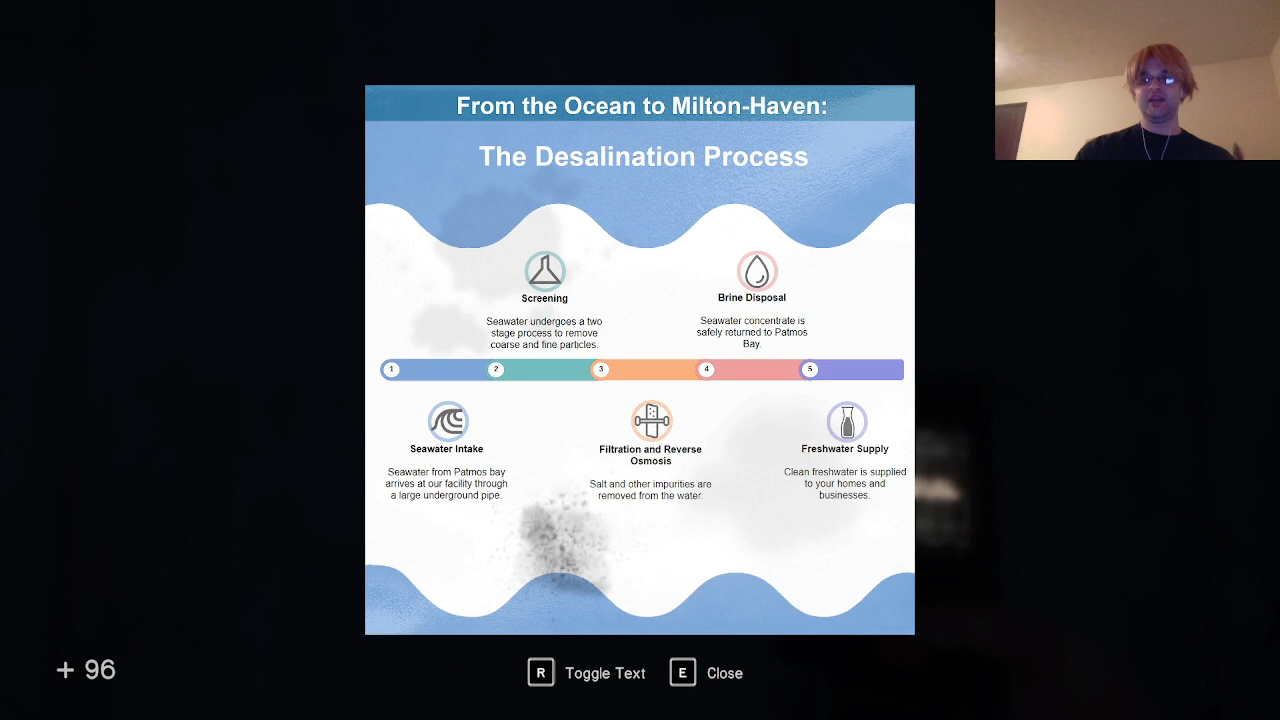 From the Ocean to Milton-Haven:
The Desalination Process
Screening
Seawater undergoes a two
stage process to remove
coarse and fine particles.
Brine Disposal
Seawater concentrate is
safely returned to Patmos
Bay.
1 2 3 4 5
Seawater Intake
Seawater from Patmos bay
arrives at our facility through
a large underground pipe.
Filtration and Reverse
Osmosis
Salt and other impurities are
removed from the water.
Freshwater Supply
Clean freshwater is supplied
to your homes and
businesses.
+ 96
R Toggle Text E Close